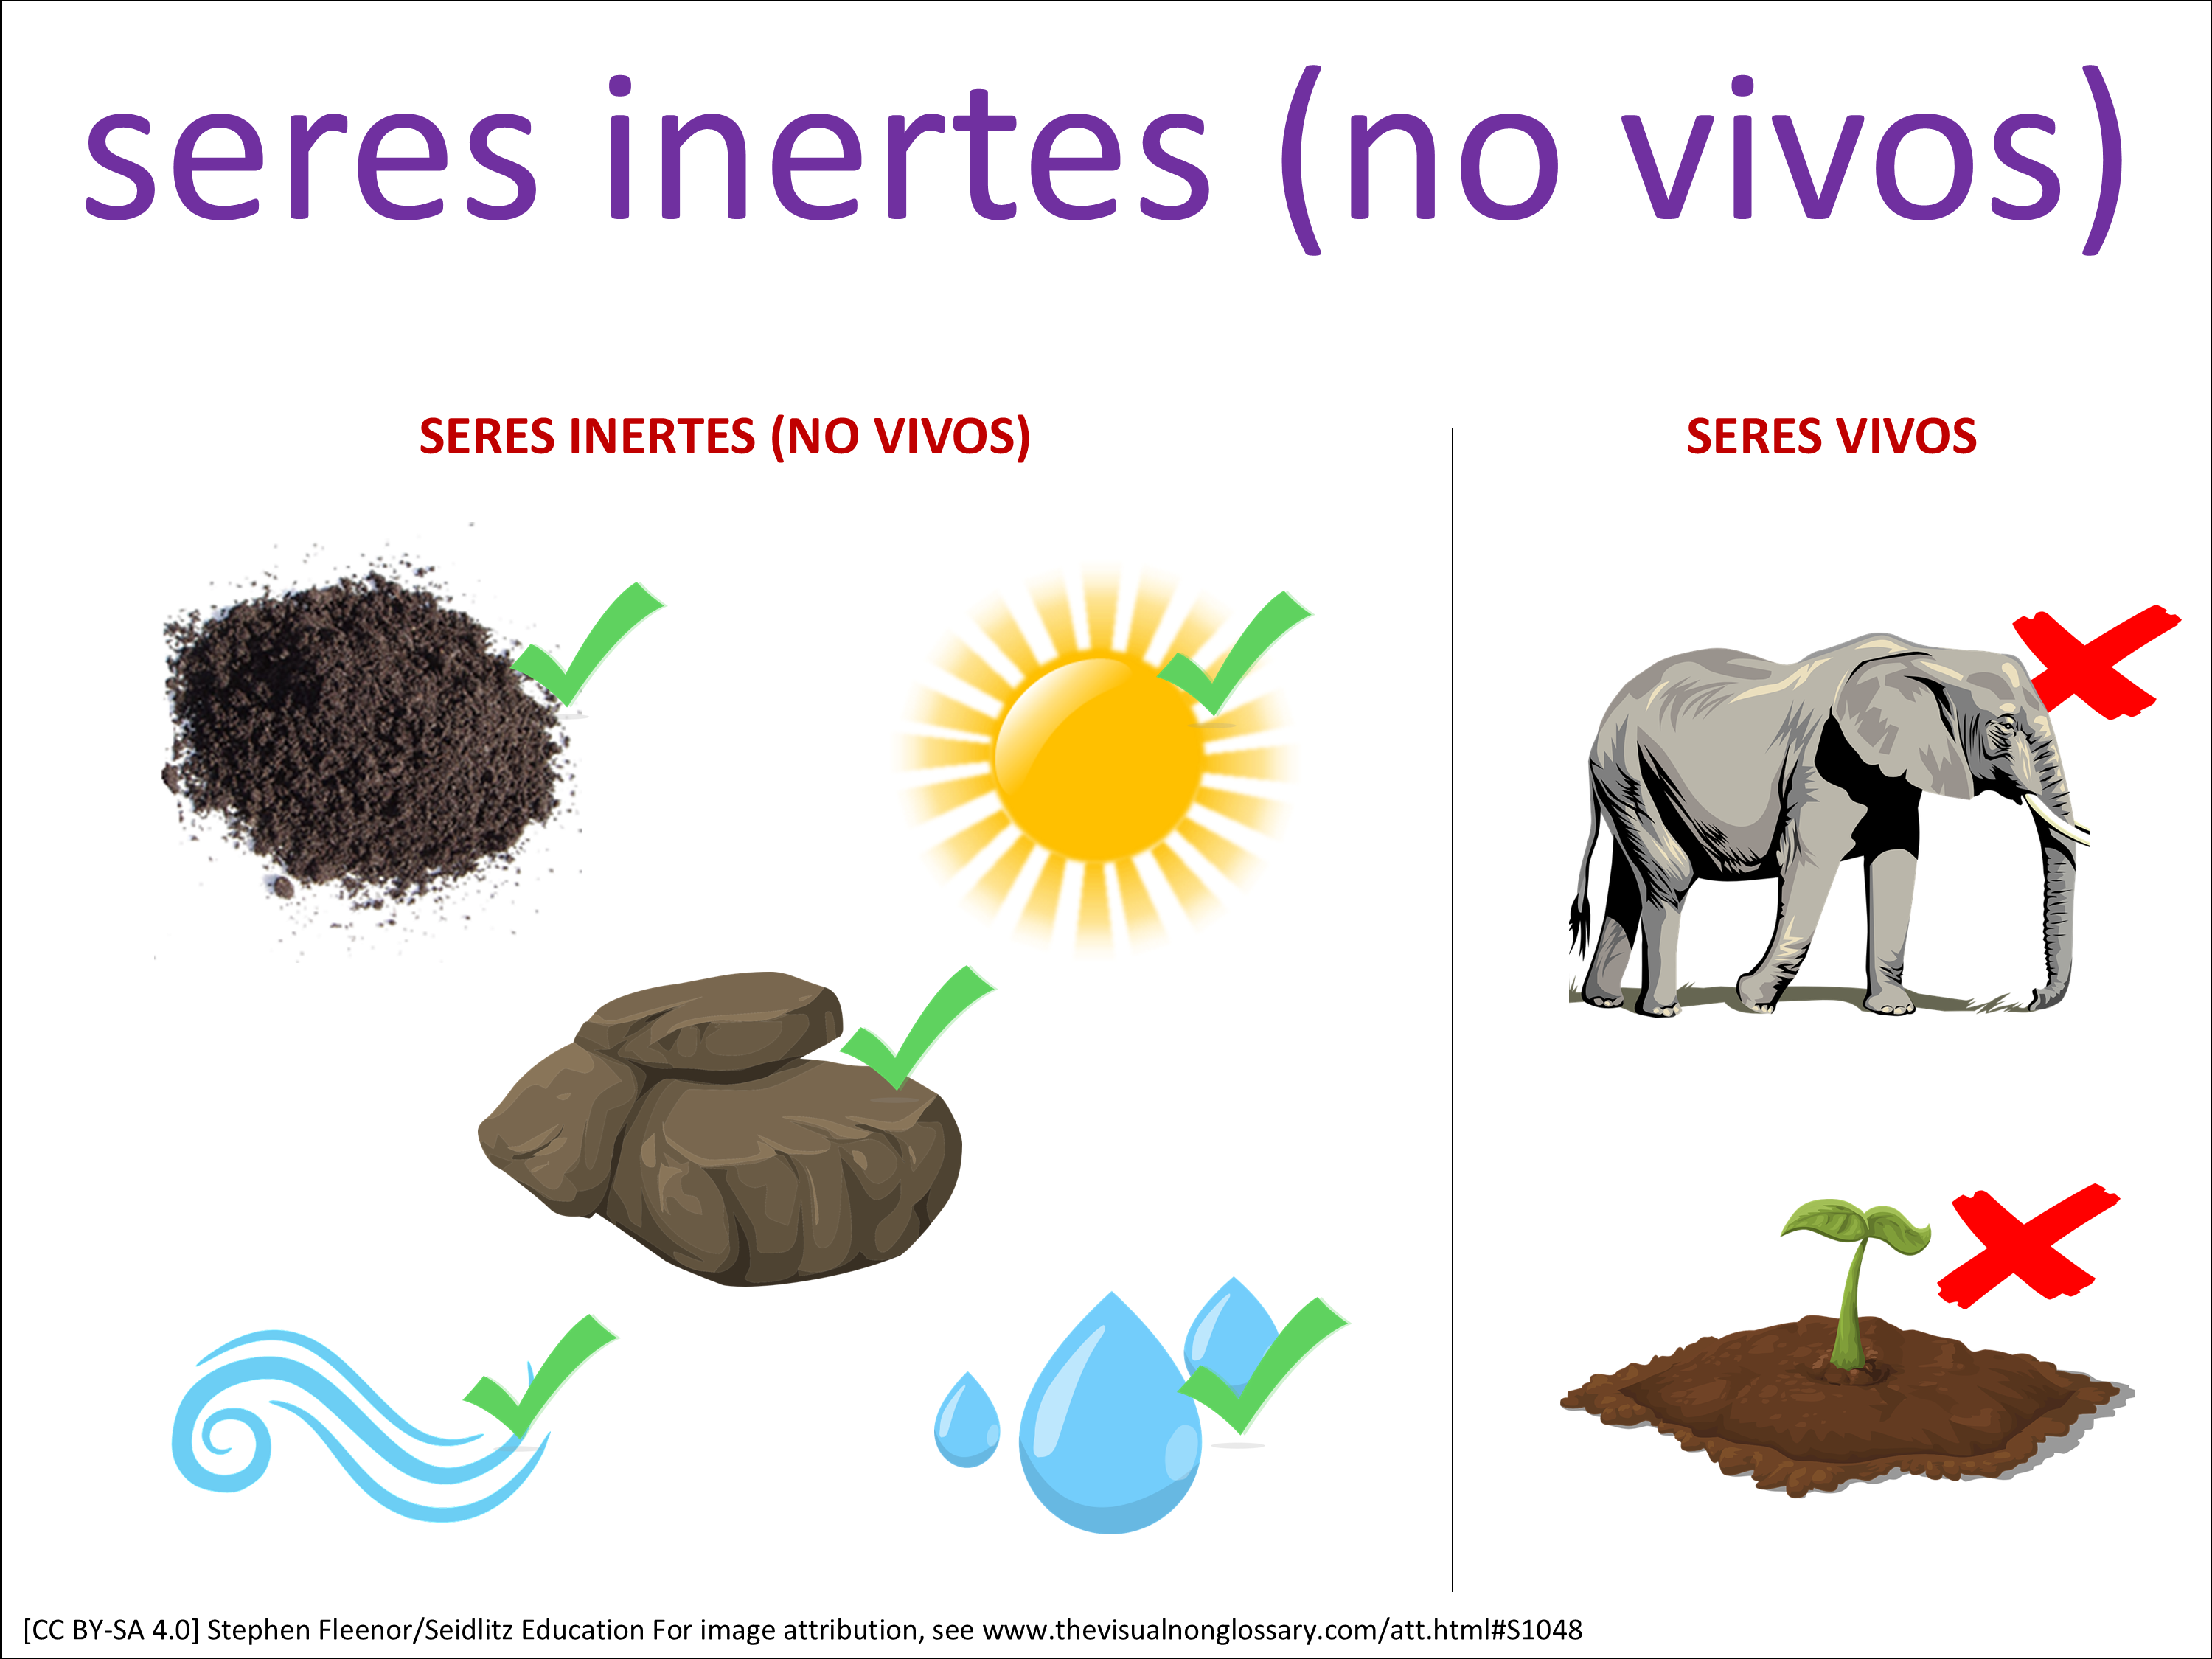 seres inertes (no vivos)
SERES INERTES (NO VIVOS)
SERES VIVOS
[CC BY-SA 4.0] Stephen Fleenor/Seidlitz Education For image attribution, see www.thevisualnonglossary.com/att.html#S1048